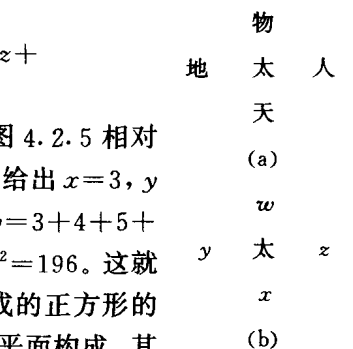 z+
图 4.2.5 相对
给出 x=3, y
=3+4+5+
²=196。这就
成的正方形的
平面构成，其
物
地 太 人
天
(a)
w
y 太 z
x
(b)